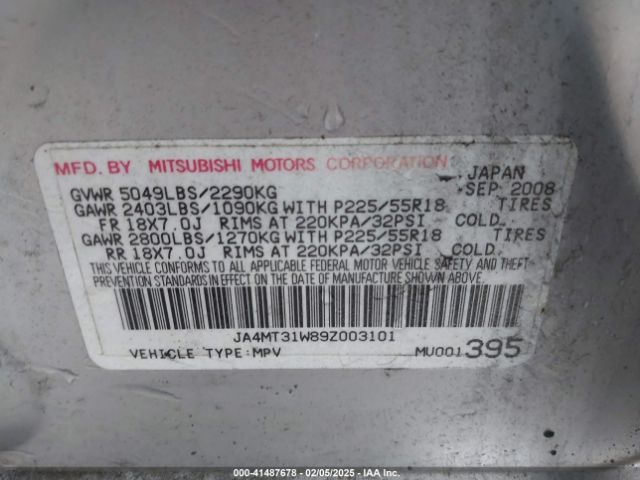 MFD. BY MITSUBISHI MOTORS CORPORATION JAPAN
GVWR 5049LBS/2290KG SEP 2008
GAWR 2403LBS/1090KG WITH P225/55R18 TIRES
FR 18X7.0J RIMS AT 220KPA/32PSI COLD.
GAWR 2800LBS/1270KG WITH P225/55R18 TIRES
RR 18X7.0J RIMS AT 220KPA/32PSI COLD.
THIS VEHICLE CONFORMS TO ALL APPLICABLE FEDERAL MOTOR VEHICLE SAFETY AND THEFT
PREVENTION STANDARDS IN EFFECT ON THE DATE OF MANUFACTURE SHOWN ABOVE.
JA4MT31W89Z003101
VEHICLE TYPE:MPV MU001395
000-41487678 - 02/05/2025 - IAA Inc.